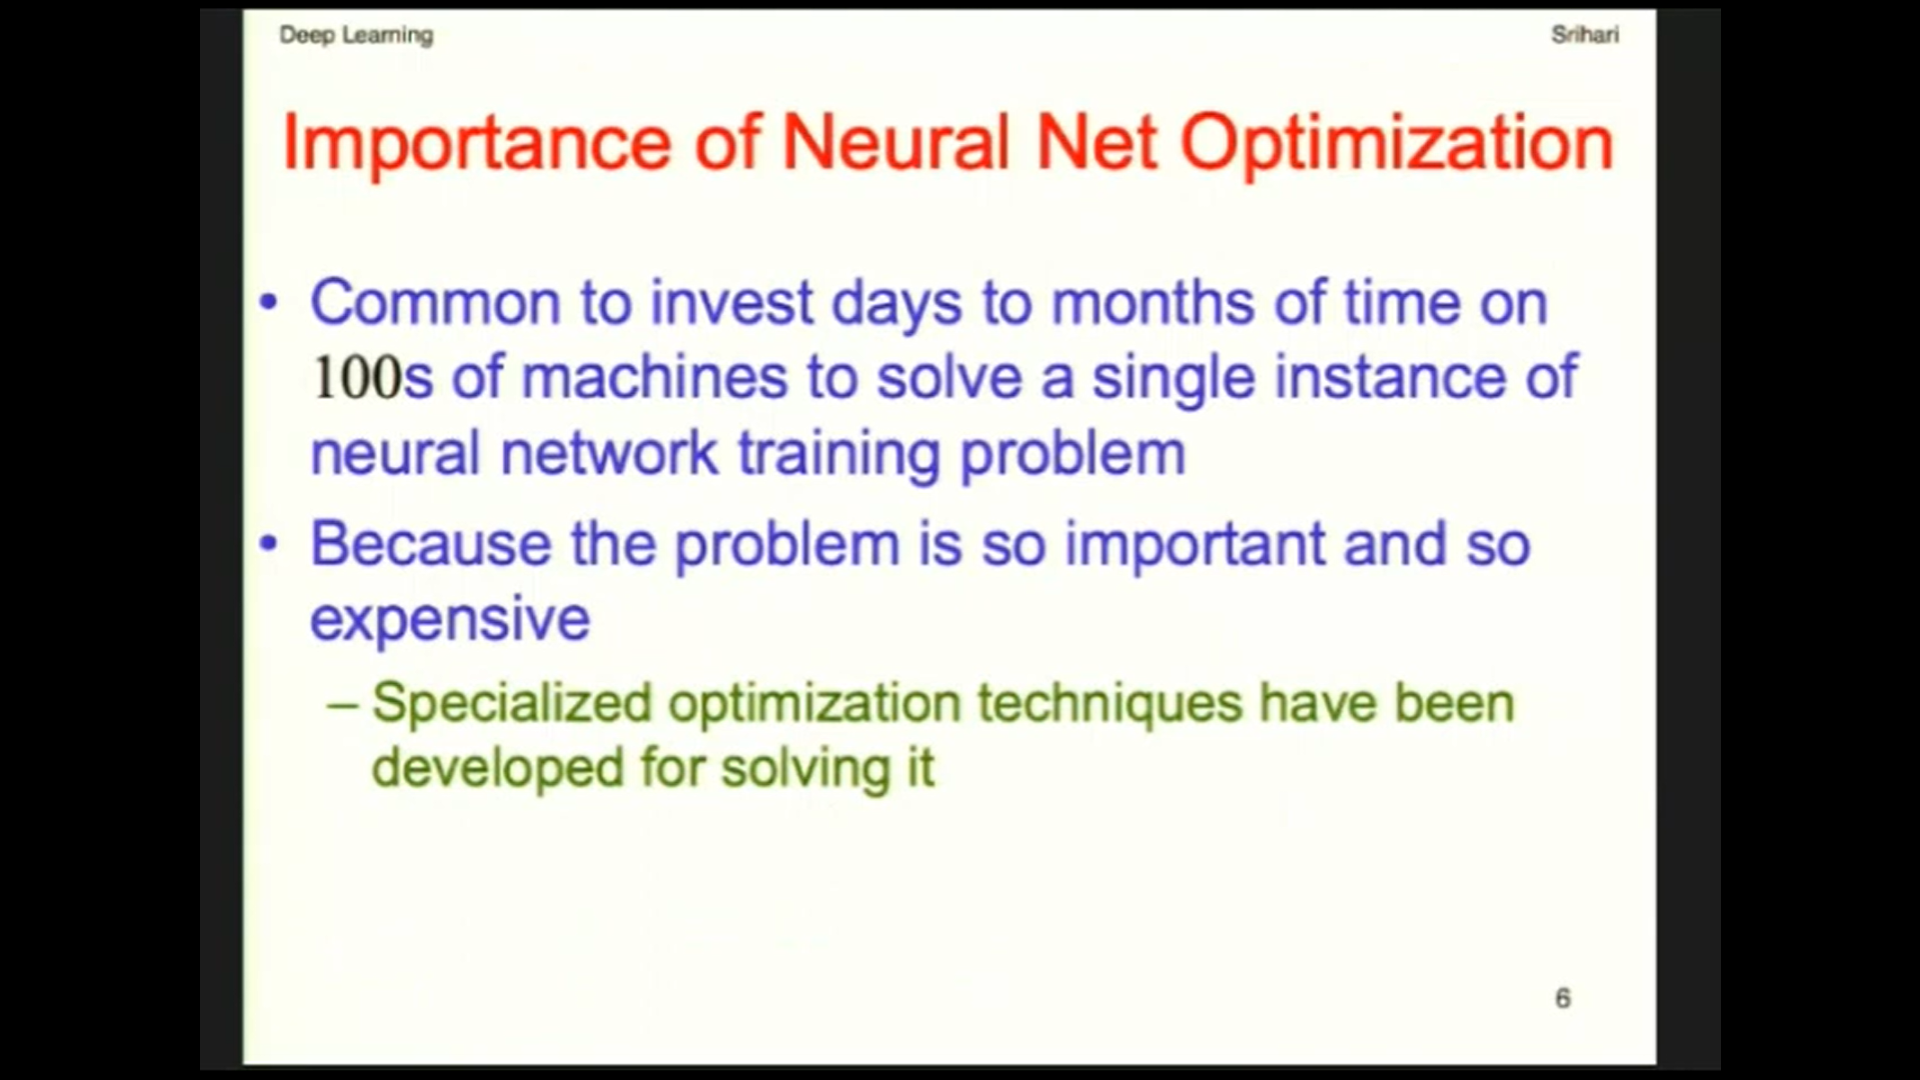 Deep Learning
Srihari
Importance of Neural Net Optimization
• Common to invest days to months of time on
100s of machines to solve a single instance of
neural network training problem
• Because the problem is so important and so
expensive
– Specialized optimization techniques have been
developed for solving it
6